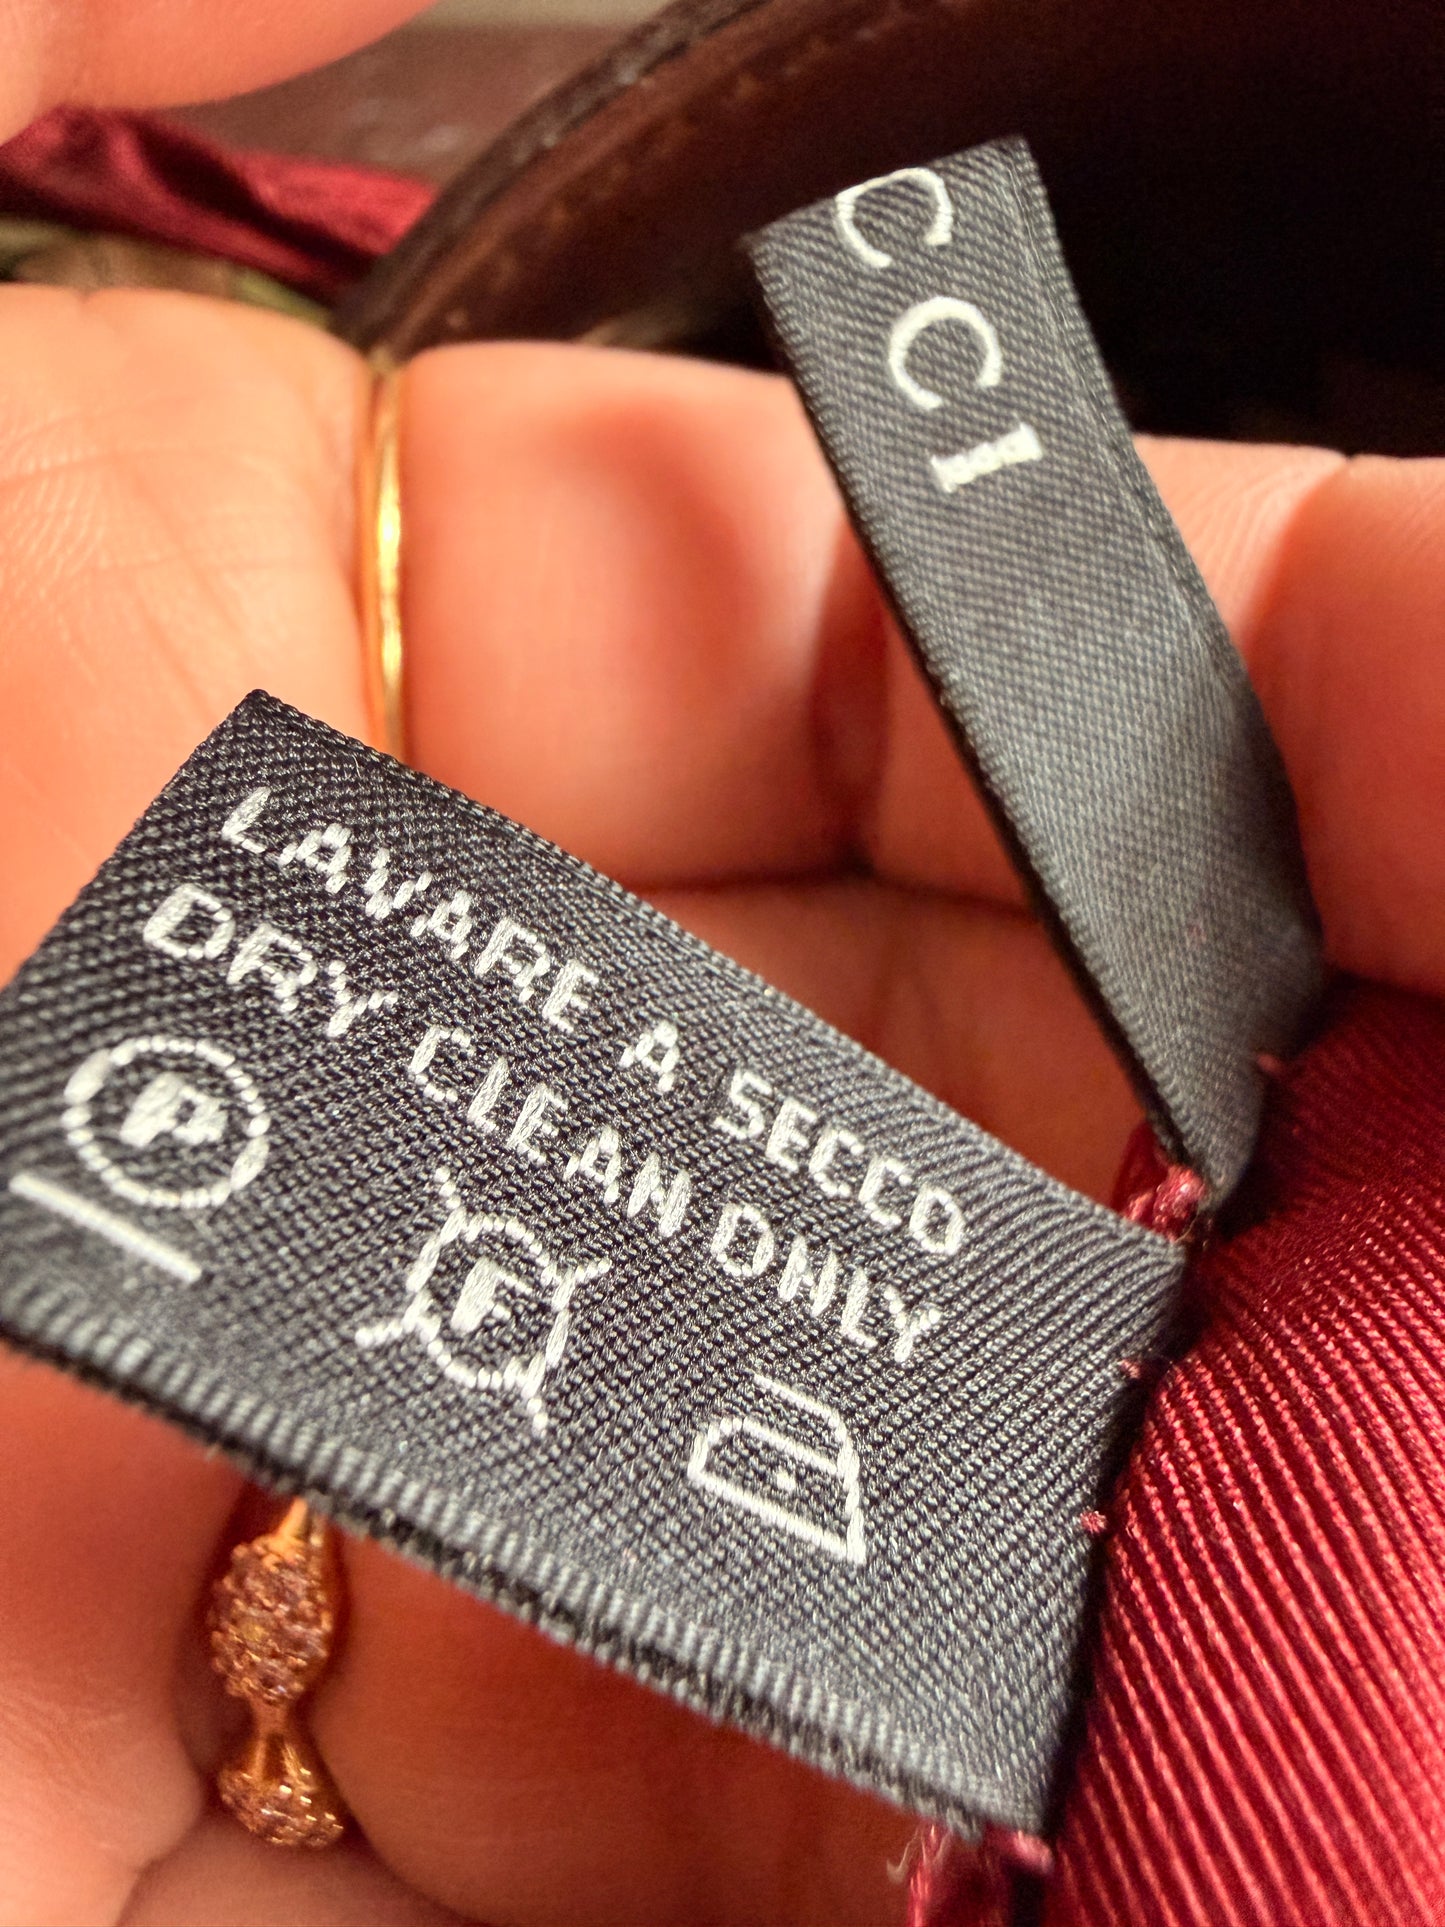 CCI
LAVARE A SECCO
DRY CLEAN ONLY
P
F